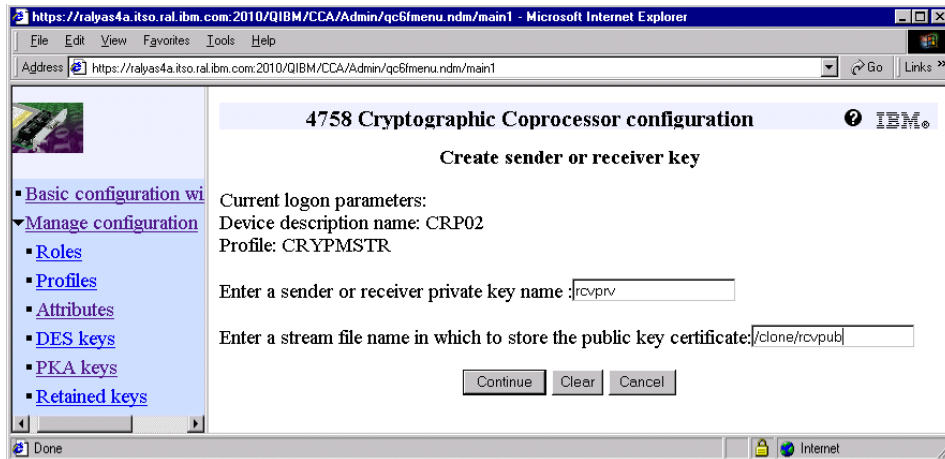 https://ralyas4a.itso.ral.ibm.com:2010/QIBM/CCA/Admin/qc6fmenu.ndm/main1 - Microsoft Internet Explorer
File Edit View Favorites Tools Help
Address https://ralyas4a.itso.ral.ibm.com:2010/QIBM/CCA/Admin/qc6fmenu.ndm/main1 Go Links »
4758 Cryptographic Coprocessor configuration ? IBM®
Create sender or receiver key
Basic configuration wi
Manage configuration
Roles
Profiles
Attributes
DES keys
PKA keys
Retained keys
Current logon parameters:
Device description name: CRP02
Profile: CRYPMSTR
Enter a sender or receiver private key name :rcvprv
Enter a stream file name in which to store the public key certificate:/clone/rcvpub
Continue Clear Cancel
Done Internet